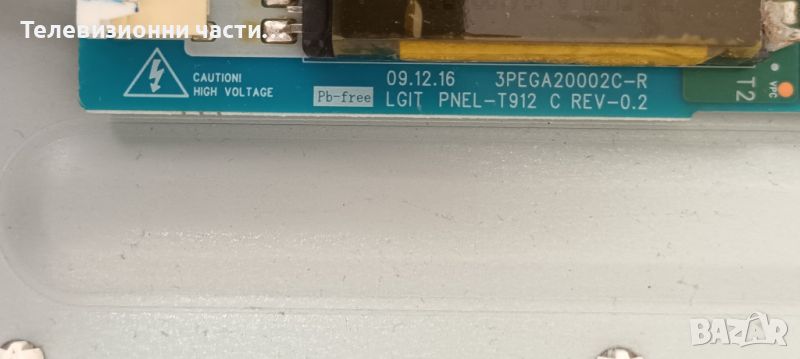 Телевизионни части.
CAUTION!
HIGH VOLTAGE
Pb-free
09.12.16 3PEGA20002C-R
LGIT PNEL-T912 C REV-0.2
T2
VPC
BAZAR